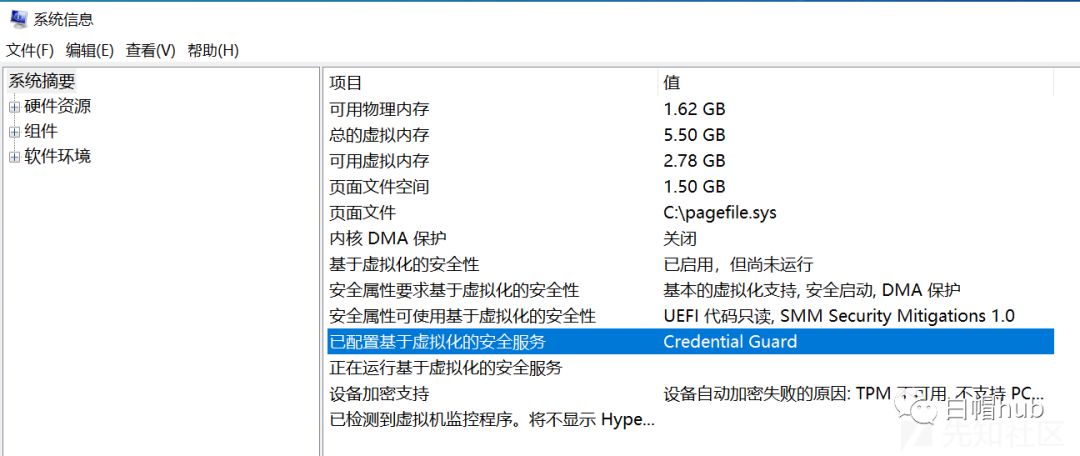 系统信息
文件(F) 编辑(E) 查看(V) 帮助(H)
系统摘要
硬件资源
组件
软件环境
项目 值
可用物理内存 1.62 GB
总的虚拟内存 5.50 GB
可用虚拟内存 2.78 GB
页面文件空间 1.50 GB
页面文件 C:\pagefile.sys
内核 DMA 保护 关闭
基于虚拟化的安全性 已启用，但尚未运行
安全属性要求基于虚拟化的安全性 基本的虚拟化支持, 安全启动, DMA 保护
安全属性可使用基于虚拟化的安全性 UEFI 代码只读, SMM Security Mitigations 1.0
已配置基于虚拟化的安全服务 Credential Guard
正在运行基于虚拟化的安全服务
设备加密支持 设备自动加密失败的原因: TPM 不可用, 不支持 PC...
已检测到虚拟机监控程序。将不显示 Hype...
白帽hub
先知社区